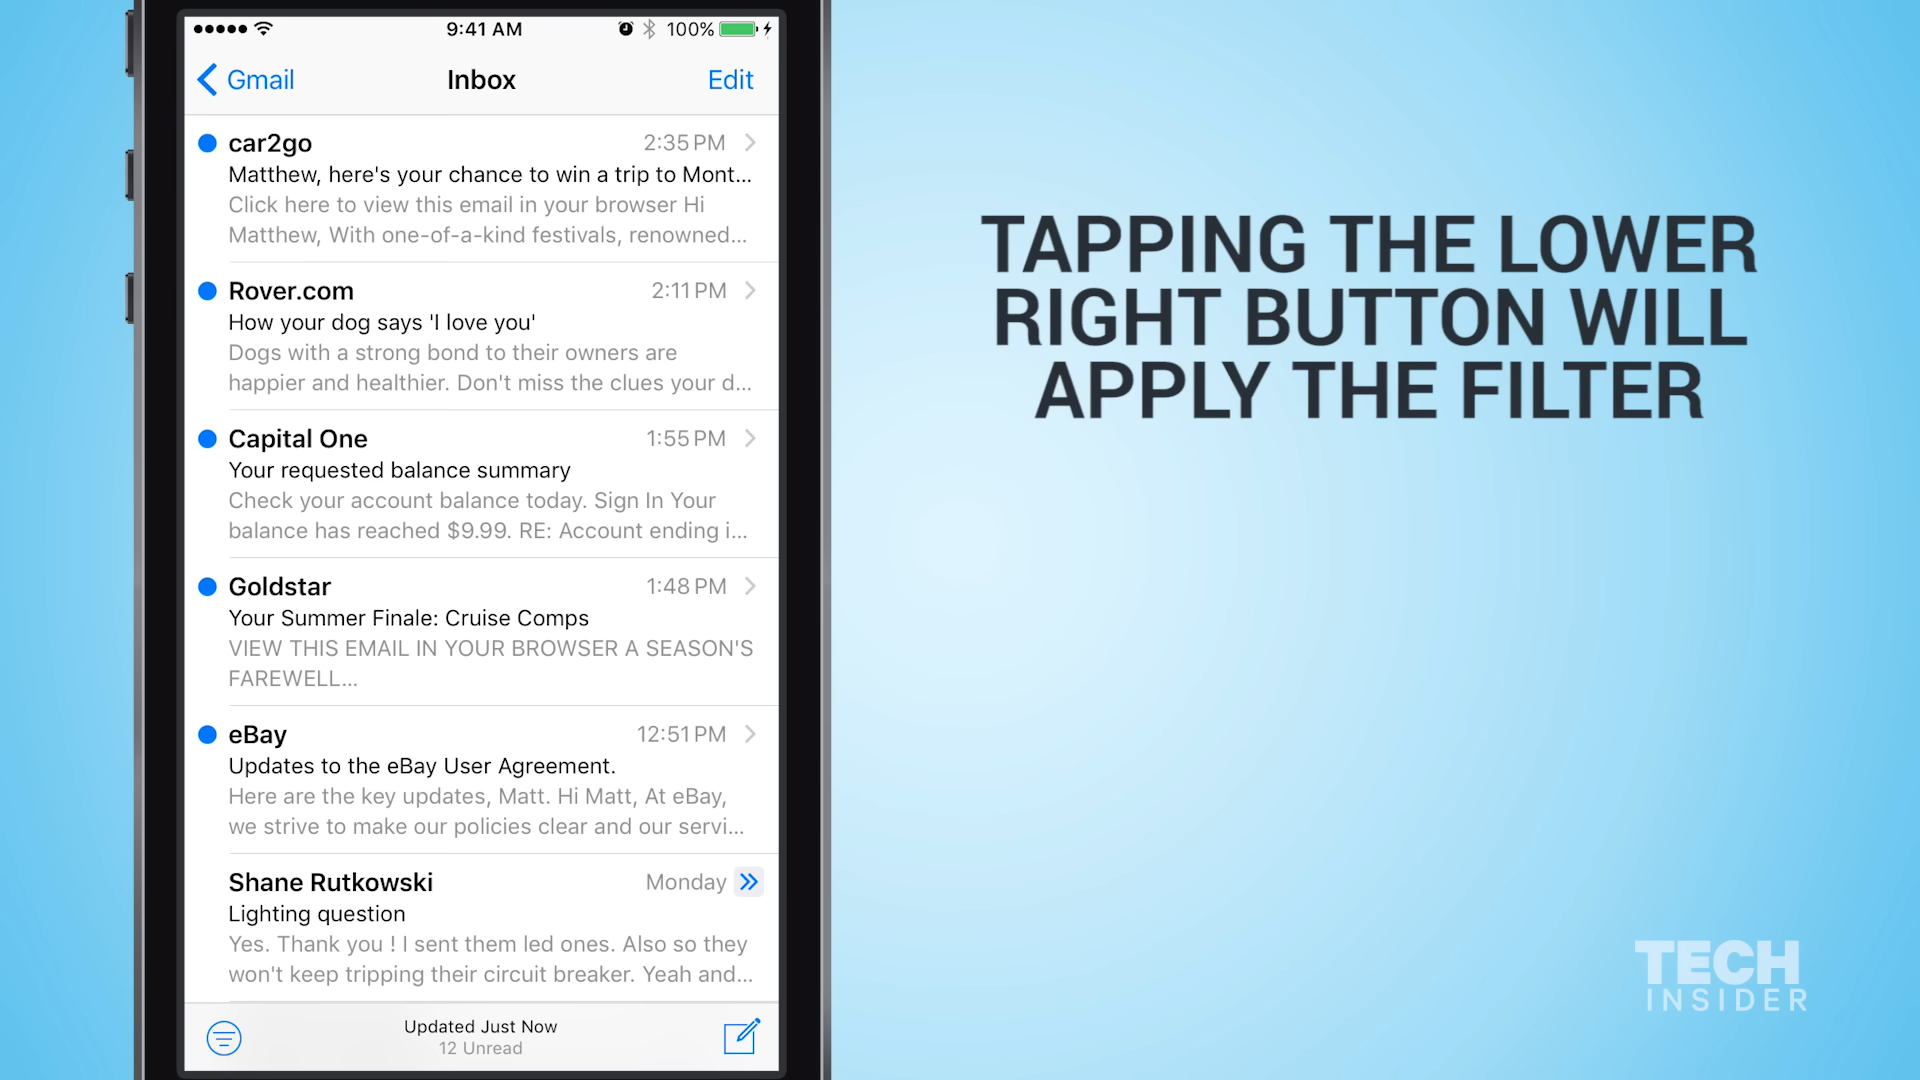 9:41 AM
100%
Gmail
Inbox
Edit
car2go
2:35 PM
Matthew, here's your chance to win a trip to Mont...
Click here to view this email in your browser Hi
Matthew, With one-of-a-kind festivals, renowned...
Rover.com
2:11 PM
How your dog says 'I love you'
Dogs with a strong bond to their owners are
happier and healthier. Don't miss the clues your d...
Capital One
1:55 PM
Your requested balance summary
Check your account balance today. Sign In Your
balance has reached $9.99. RE: Account ending i...
Goldstar
1:48 PM
Your Summer Finale: Cruise Comps
VIEW THIS EMAIL IN YOUR BROWSER A SEASON'S
FAREWELL...
eBay
12:51 PM
Updates to the eBay User Agreement.
Here are the key updates, Matt. Hi Matt, At eBay,
we strive to make our policies clear and our servi...
Shane Rutkowski
Monday
Lighting question
Yes. Thank you ! I sent them led ones. Also so they
won't keep tripping their circuit breaker. Yeah and...
Updated Just Now
12 Unread
TAPPING THE LOWER
RIGHT BUTTON WILL
APPLY THE FILTER
TECH
INSIDER